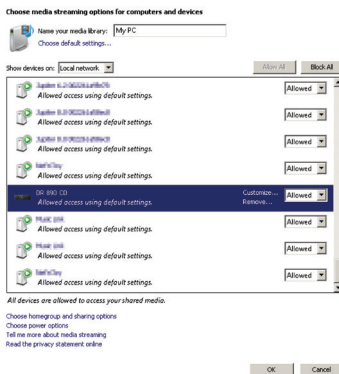 Choose media streaming options for computers and devices
Name your media library: My PC
Choose default settings...
Show devices on: Local network Allow All Block All
Allowed access using default settings. Allowed
Allowed access using default settings. Allowed
Allowed access using default settings. Allowed
Allowed access using default settings. Allowed
DR 890 CD Customize...
Allowed access using default settings. Remove... Allowed
Allowed access using default settings. Allowed
Allowed access using default settings. Allowed
Allowed access using default settings. Allowed
All devices are allowed to access your shared media.
Choose homegroup and sharing options
Choose power options
Tell me more about media streaming
Read the privacy statement online
OK Cancel